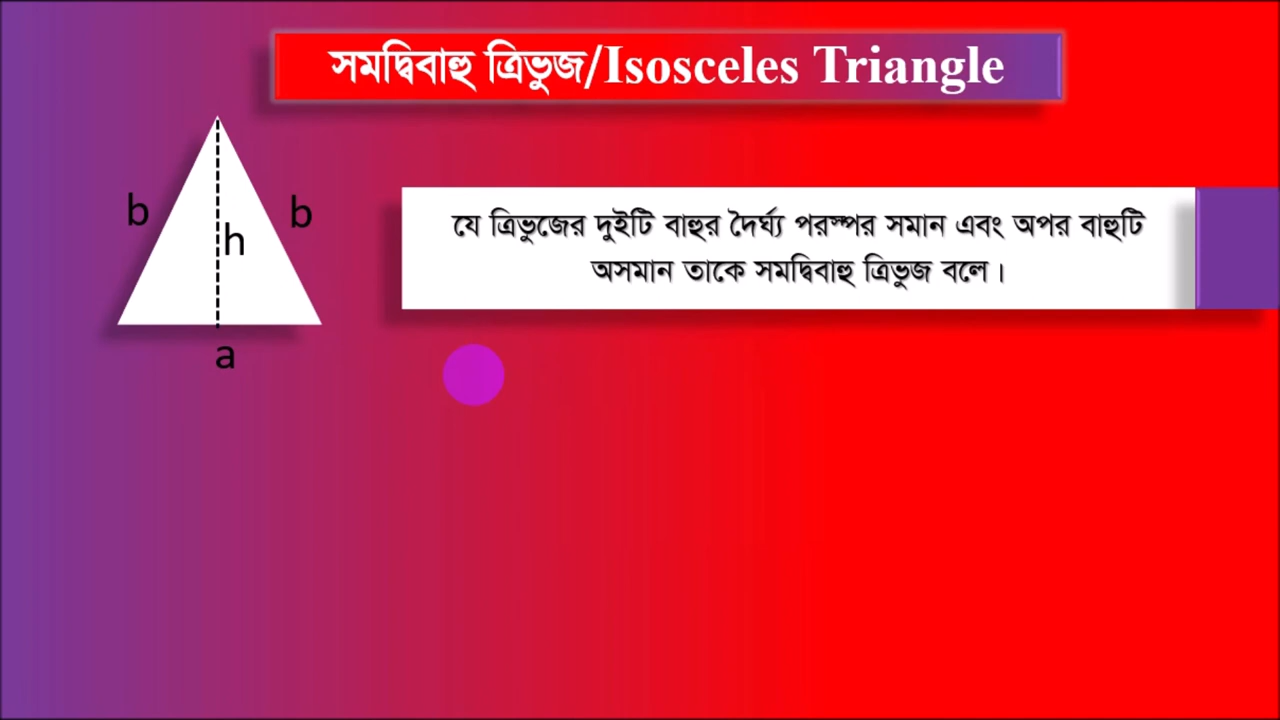 সমদ্বিবাহু ত্রিভুজ/Isosceles Triangle
b
b
h
a
যে ত্রিভুজের দুইটি বাহুর দৈর্ঘ্য পরস্পর সমান এবং অপর বাহুটি
অসমান তাকে সমদ্বিবাহু ত্রিভুজ বলে।